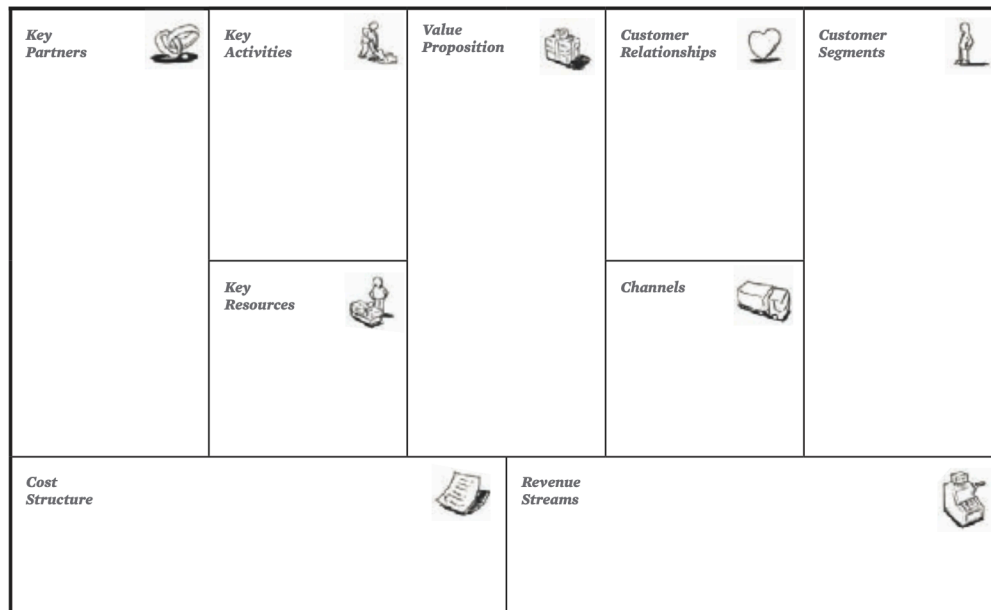 Key
Partners
Key
Activities
Value
Proposition
Customer
Relationships
Customer
Segments
Key
Resources
Channels
Cost
Structure
Revenue
Streams